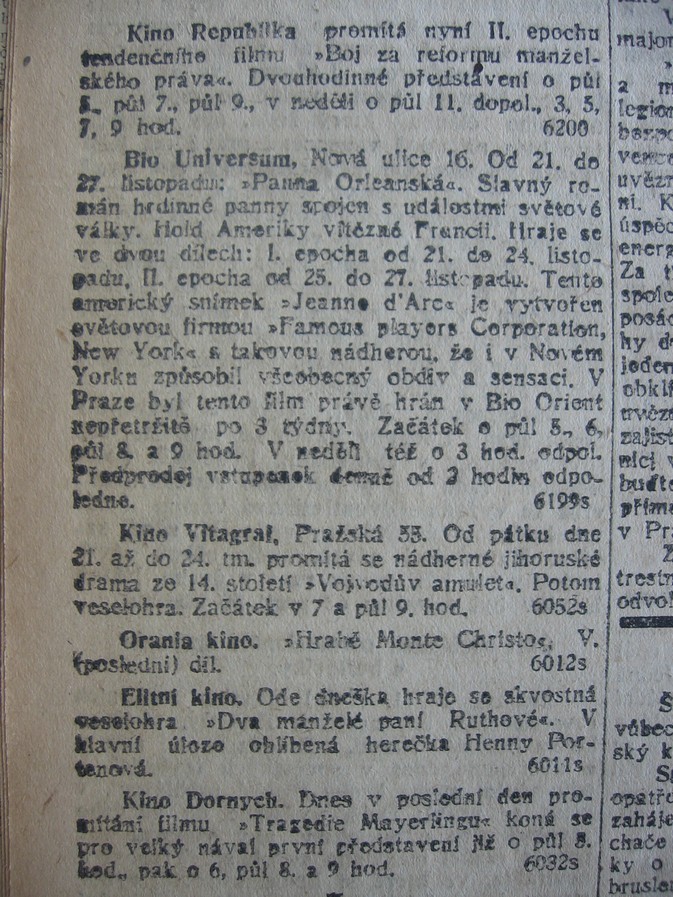 Kino Republika promítá nyní II. epochu
tendenčního filmu »Boj za reformu manžel-
ského práva«. Dvouhodinné představení o půl
5., půl 7., půl 9., v neděli o půl 11. dopol., 3, 5,
7, 9 hod. 6200
Bio Universum, Nová ulice 16. Od 21. do
27. listopadu: »Panna Orleanská«. Slavný ro-
mán hrdinné panny spojen s událostmi světové
války. Hold Ameriky vítězné Francii. Hraje se
ve dvou dílech: I. epocha od 21. do 24. listo-
padu, II. epocha od 25. do 27. listopadu. Tento
americký snímek »Jeanne d'Arc« je vytvořen
světovou firmou »Famous players Corporation,
New York« s takovou nádherou, že i v Novém
Yorku způsobil všeobecný obdiv a sensaci. V
Praze byl tento film právě hrán v Bio Orient
nepřetržitě po 3 týdny. Začátek o půl 5., 6,
půl 8. a 9 hod. V neděli též o 3 hod. odpol.
Předprodej vstupenek denně od 2 hodin odpo-
ledne. 6199s
Kino Vitagraf, Pražská 33. Od pátku dne
21. až do 24. tm. promítá se nádherné jihoruské
drama ze 14. století »Vojvodův amulet«. Potom
veselohra. Začátek v 7 a půl 9. hod. 6052s
Orania kino. »Hrabě Monte Christo«, V.
(poslední) díl. 6012s
Elitní kino. Ode dneška hraje se skvostná
veselohra »Dva manželé paní Ruthové«. V
hlavní úloze oblíbená herečka Henny Por-
tenová. 6011s
Kino Dornych. Dnes v poslední den pro-
mítání filmu »Tragedie Mayerlingu« koná se
pro velký nával první představení již o půl 5.
hod., pak o 6, půl 8. a 9 hod. 6032s